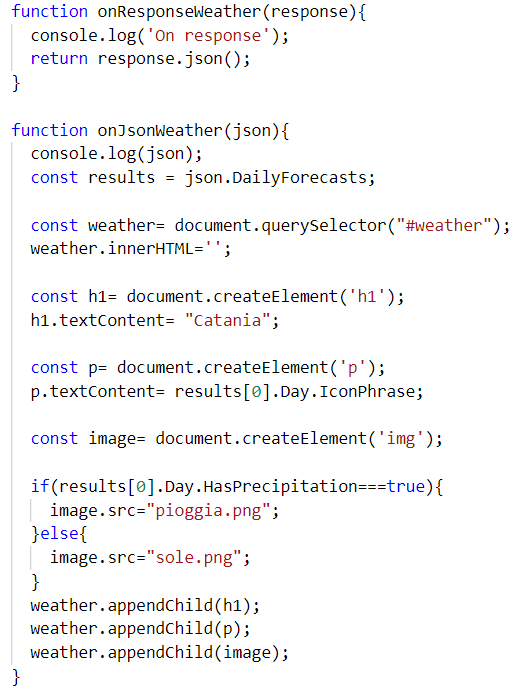 function onResponseWeather(response){
console.log('On response');
return response.json();
}
function onJsonWeather(json){
console.log(json);
const results = json.DailyForecasts;
const weather= document.querySelector("#weather");
weather.innerHTML='';
const h1= document.createElement('h1');
h1.textContent= "Catania";
const p= document.createElement('p');
p.textContent= results[0].Day.IconPhrase;
const image= document.createElement('img');
if(results[0].Day.HasPrecipitation===true){
image.src="pioggia.png";
}else{
image.src="sole.png";
}
weather.appendChild(h1);
weather.appendChild(p);
weather.appendChild(image);
}